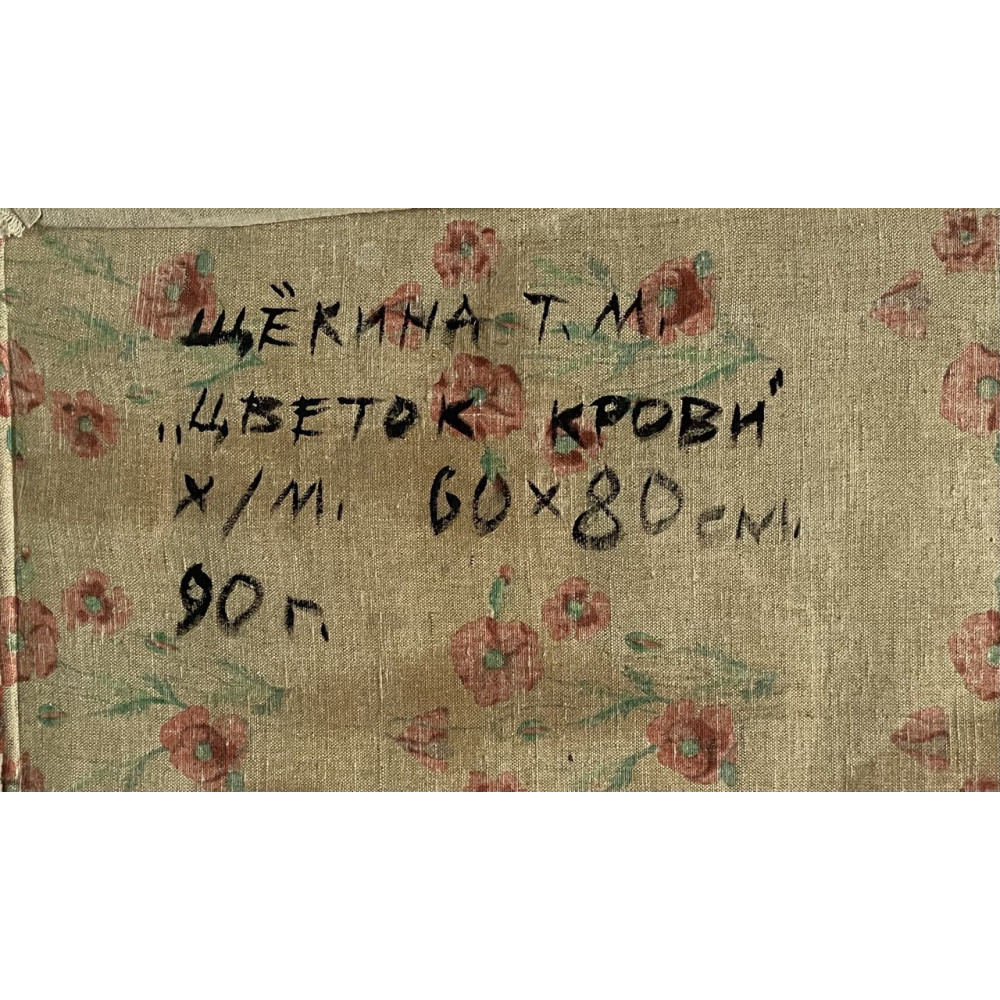 ЩЁКИНА Т.М.
„ЦВЕТОК КРОВИ"
Х/М. 60×80 см.
90 г.